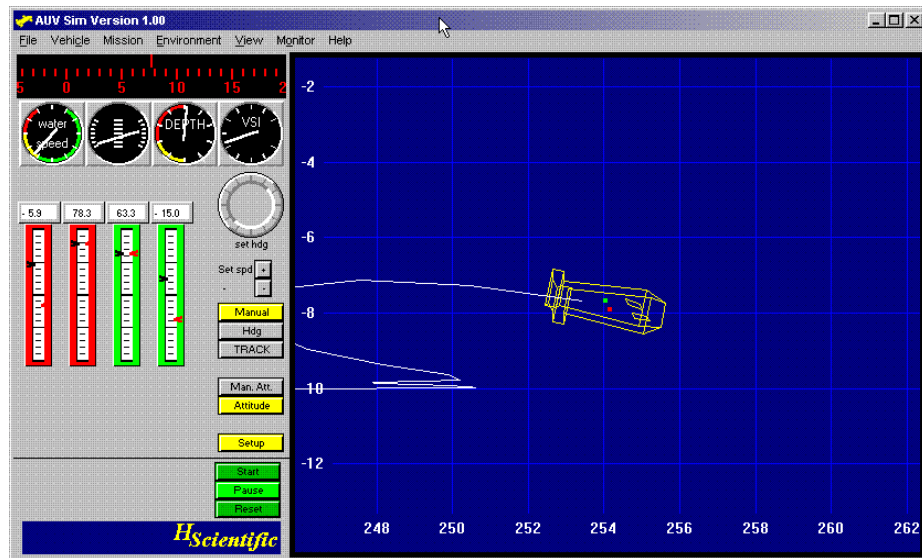 AUV Sim Version 1.00
File Vehicle Mission Environment View Monitor Help
5 0 5 10 15 2
water speed
DEPTH
VSI
- 5.9 78.3 63.3 - 15.0
set hdg
Set spd +
- -
Manual
Hdg
TRACK
Man. Att.
Attitude
Setup
Start
Pause
Reset
HScientific
-2
-4
-6
-8
-10
-12
248 250 252 254 256 258 260 262